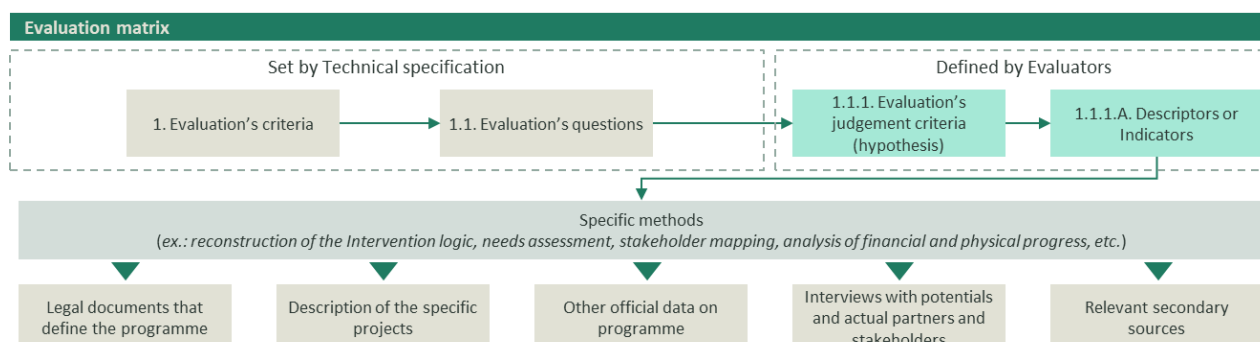 Evaluation matrix
Set by Technical specification
Defined by Evaluators
1. Evaluation's criteria
1.1. Evaluation's questions
1.1.1. Evaluation's
judgement criteria
(hypothesis)
1.1.1.A. Descriptors or
Indicators
Specific methods
(ex.: reconstruction of the Intervention logic, needs assessment, stakeholder mapping, analysis of financial and physical progress, etc.)
Legal documents that
define the programme
Description of the specific
projects
Other official data on
programme
Interviews with potentials
and actual partners and
stakeholders
Relevant secondary
sources